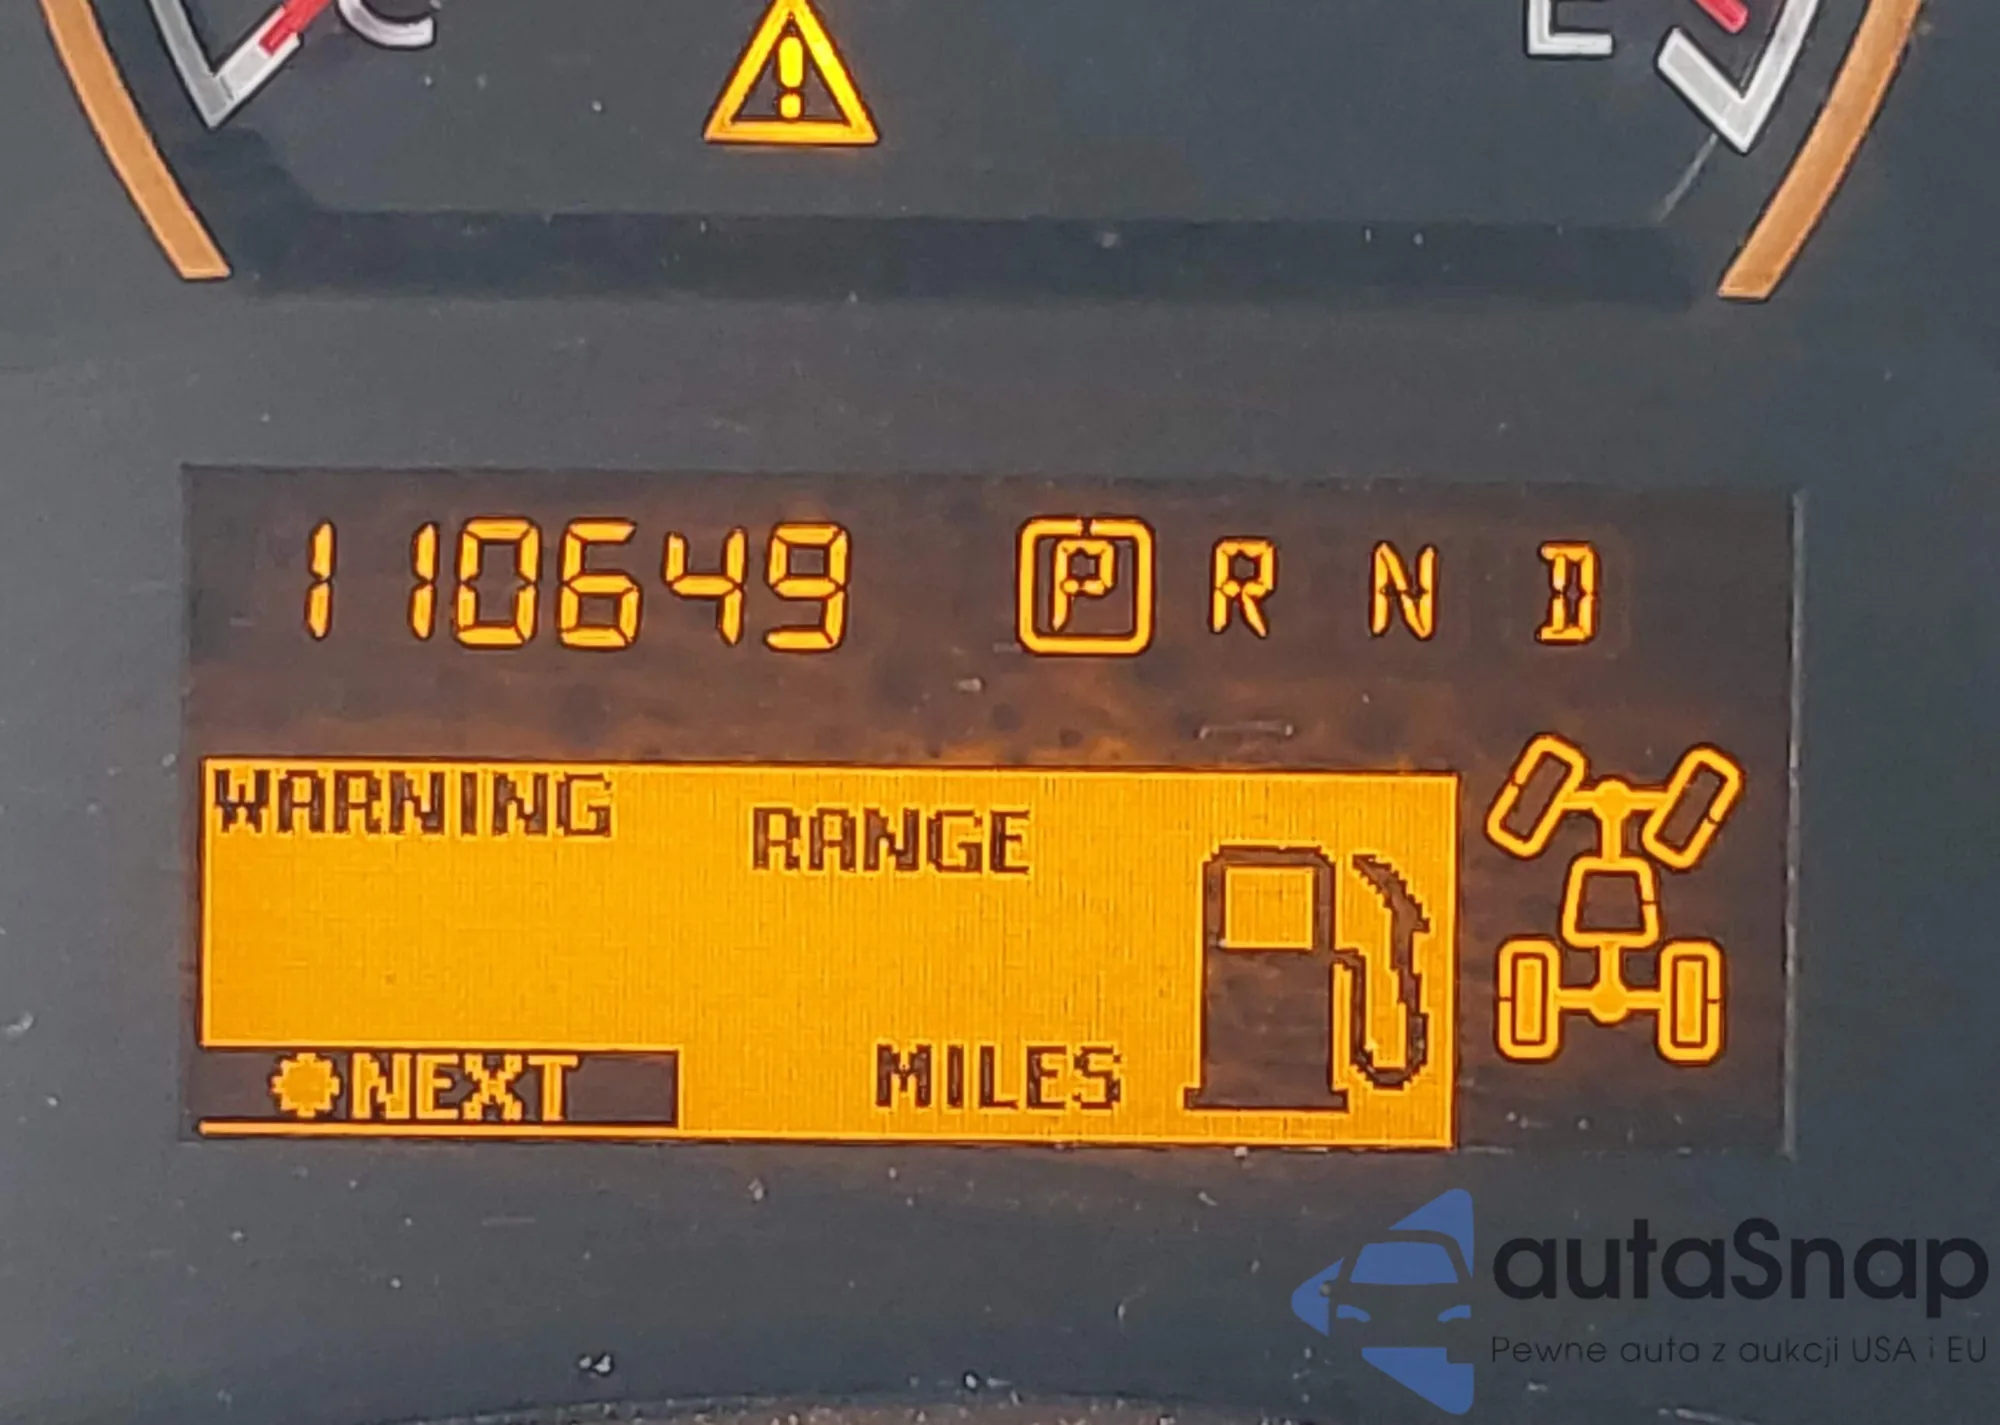 C
E
110649 P R N D
WARNING
RANGE
NEXT
MILES
autaSnap
Pewne auta z aukcji USA i EU